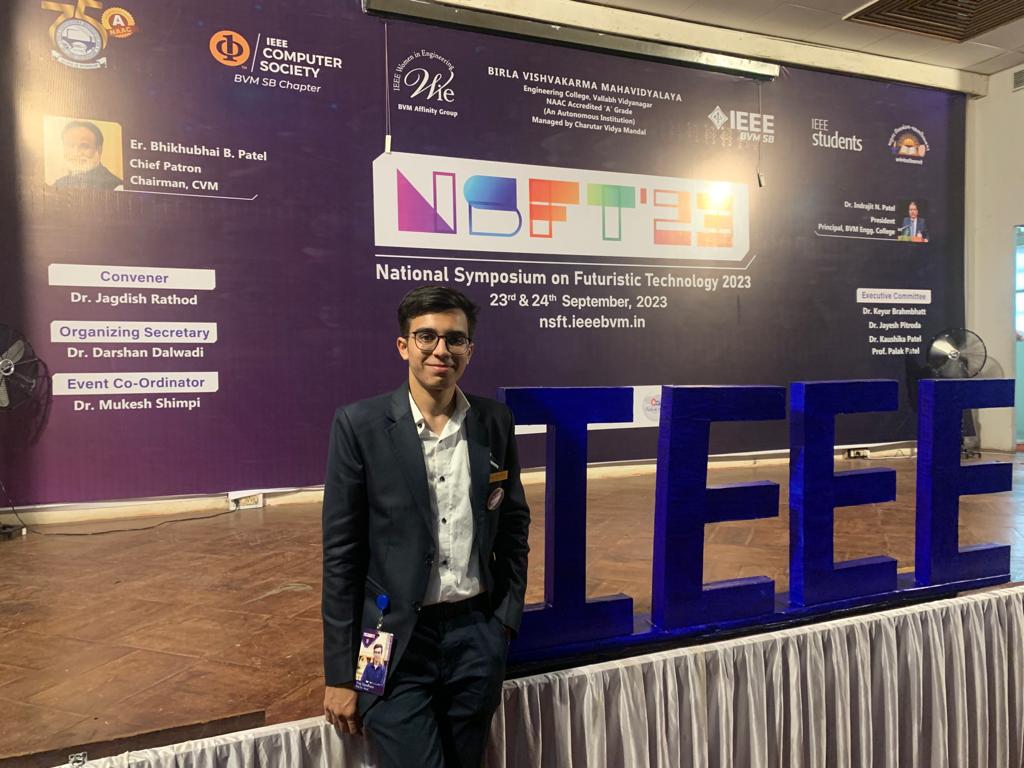 75
A
NAAC
IEEE
COMPUTER
SOCIETY
BVM SB Chapter
IEEE Women in Engineering
Wie
BVM Affinity Group
BIRLA VISHVAKARMA MAHAVIDYALAYA
Engineering College, Vallabh Vidyanagar
NAAC Accredited 'A' Grade
(An Autonomous Institution)
Managed by Charutar Vidya Mandal
IEEE
BVM SB
IEEE
students
Er. Bhikhubhai B. Patel
Chief Patron
Chairman, CVM
NSFT'23
Dr. Indrajit N. Patel
President
Principal, BVM Engg. College
National Symposium on Futuristic Technology 2023
23rd & 24th September, 2023
nsft.ieeebvm.in
Convener
Dr. Jagdish Rathod
Organizing Secretary
Dr. Darshan Dalwadi
Event Co-Ordinator
Dr. Mukesh Shimpi
Executive Committee
Dr. Keyur Brahmbhatt
Dr. Jayesh Pitroda
Dr. Kaushika Patel
Prof. Palak Patel
IEEE